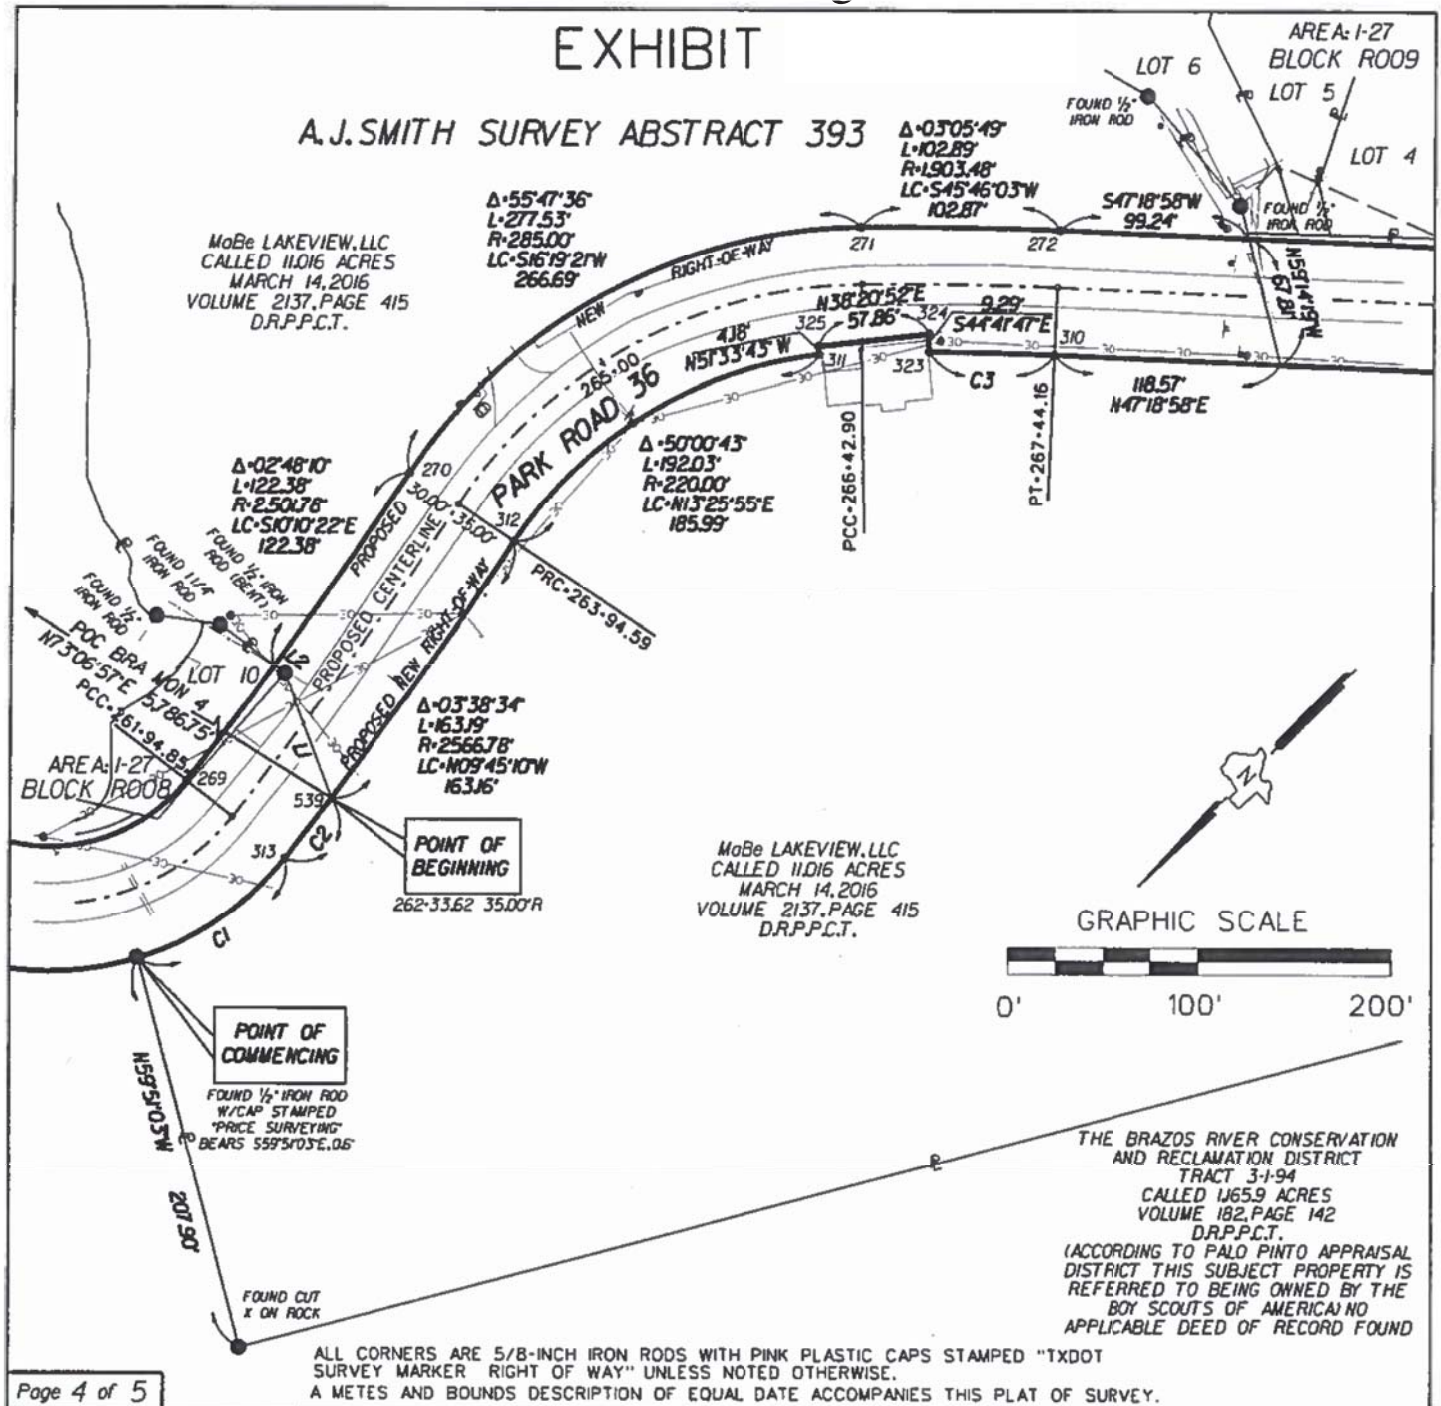 EXHIBIT
A.J. SMITH SURVEY ABSTRACT 393
AREA: 1-27
BLOCK R009
LOT 6
LOT 5
LOT 4
FOUND 1/2"
IRON ROD
FOUND 1/2"
IRON ROD
Δ=03°05'49"
L=102.89'
R=1,903.48'
LC=S45°46'03"W
102.87'
S47°18'58"W
99.24'
Δ=55°47'36"
L=277.53'
R=285.00'
LC=S16°19'21"W
266.69'
MaBe LAKEVIEW, LLC
CALLED 11.016 ACRES
MARCH 14, 2016
VOLUME 2137, PAGE 415
D.R.P.P.C.T.
271
272
NEW
RIGHT-OF-WAY
N59°14'19"W
67.81'
N38°20'52"E
57.86'
324
9.29'
S44°41'47"E
325
4.18'
N51°33'43"W
311
323
C3
310
118.57'
N47°18'58"E
265+00
PARK ROAD 36
PCC=266+42.90
PT=267+44.16
Δ=50°00'43"
L=192.03'
R=220.00'
LC=N13°25'55"E
185.99'
Δ=02°48'10"
L=122.38'
R=2,501.78'
LC=S10°10'22"E
122.38'
270
PROPOSED
30.00'
35.00'
312
PROPOSED CENTERLINE
PRC=263+94.59
FOUND 1/2"
IRON ROD
FOUND 1 1/4"
IRON ROD
FOUND 1/2" IRON
ROD (BENT)
POC BRA MON 4
N73°06'57"E 5,786.75'
PCC=261+94.85
LOT 10
L2
L1
PROPOSED NEW RIGHT-OF-WAY
Δ=03°38'34"
L=163.19'
R=2566.78'
LC=N09°45'10"W
163.16'
AREA: 1-27
BLOCK R008
269
539
313
C2
C1
POINT OF
BEGINNING
262+33.62 35.00'R
N
MaBe LAKEVIEW, LLC
CALLED 11.016 ACRES
MARCH 14, 2016
VOLUME 2137, PAGE 415
D.R.P.P.C.T.
GRAPHIC SCALE
0' 100' 200'
POINT OF
COMMENCING
FOUND 1/2" IRON ROD
W/CAP STAMPED
"PRICE SURVEYING"
BEARS S59°51'03"E, 0.6'
N59°51'03"W
207.90'
FOUND CUT
X ON ROCK
THE BRAZOS RIVER CONSERVATION
AND RECLAMATION DISTRICT
TRACT 3-1-94
CALLED 1,165.9 ACRES
VOLUME 182, PAGE 142
D.R.P.P.C.T.
(ACCORDING TO PALO PINTO APPRAISAL
DISTRICT THIS SUBJECT PROPERTY IS
REFERRED TO BEING OWNED BY THE
BOY SCOUTS OF AMERICA) NO
APPLICABLE DEED OF RECORD FOUND
ALL CORNERS ARE 5/8-INCH IRON RODS WITH PINK PLASTIC CAPS STAMPED "TXDOT
SURVEY MARKER RIGHT OF WAY" UNLESS NOTED OTHERWISE.
A METES AND BOUNDS DESCRIPTION OF EQUAL DATE ACCOMPANIES THIS PLAT OF SURVEY.
Page 4 of 5